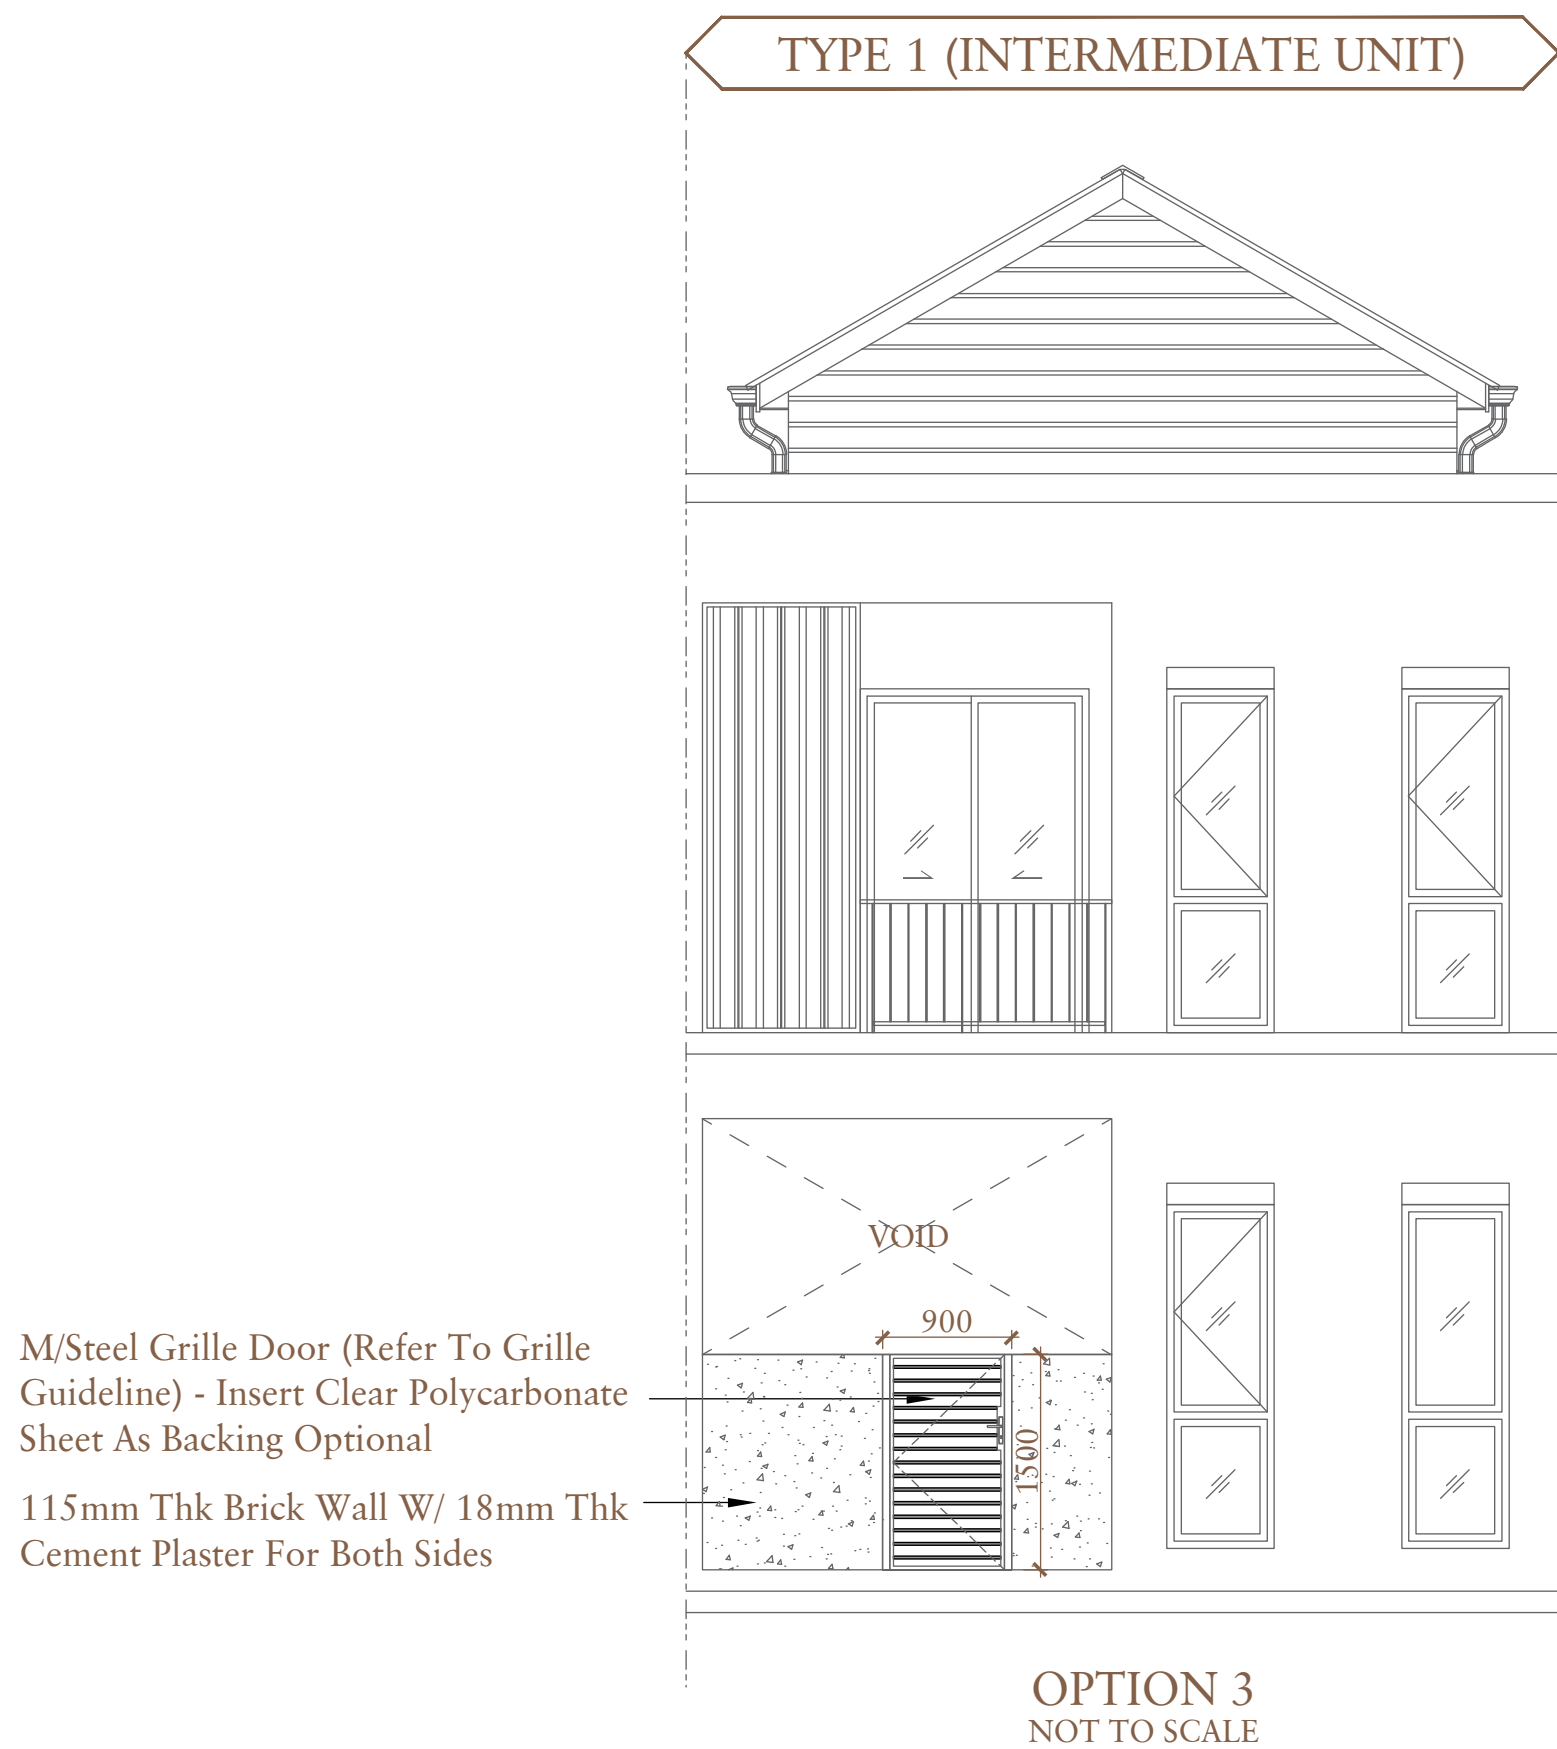 TYPE 1 (INTERMEDIATE UNIT)
VOID
900
1500
M/Steel Grille Door (Refer To Grille
Guideline) - Insert Clear Polycarbonate
Sheet As Backing Optional
115mm Thk Brick Wall W/ 18mm Thk
Cement Plaster For Both Sides
OPTION 3
NOT TO SCALE